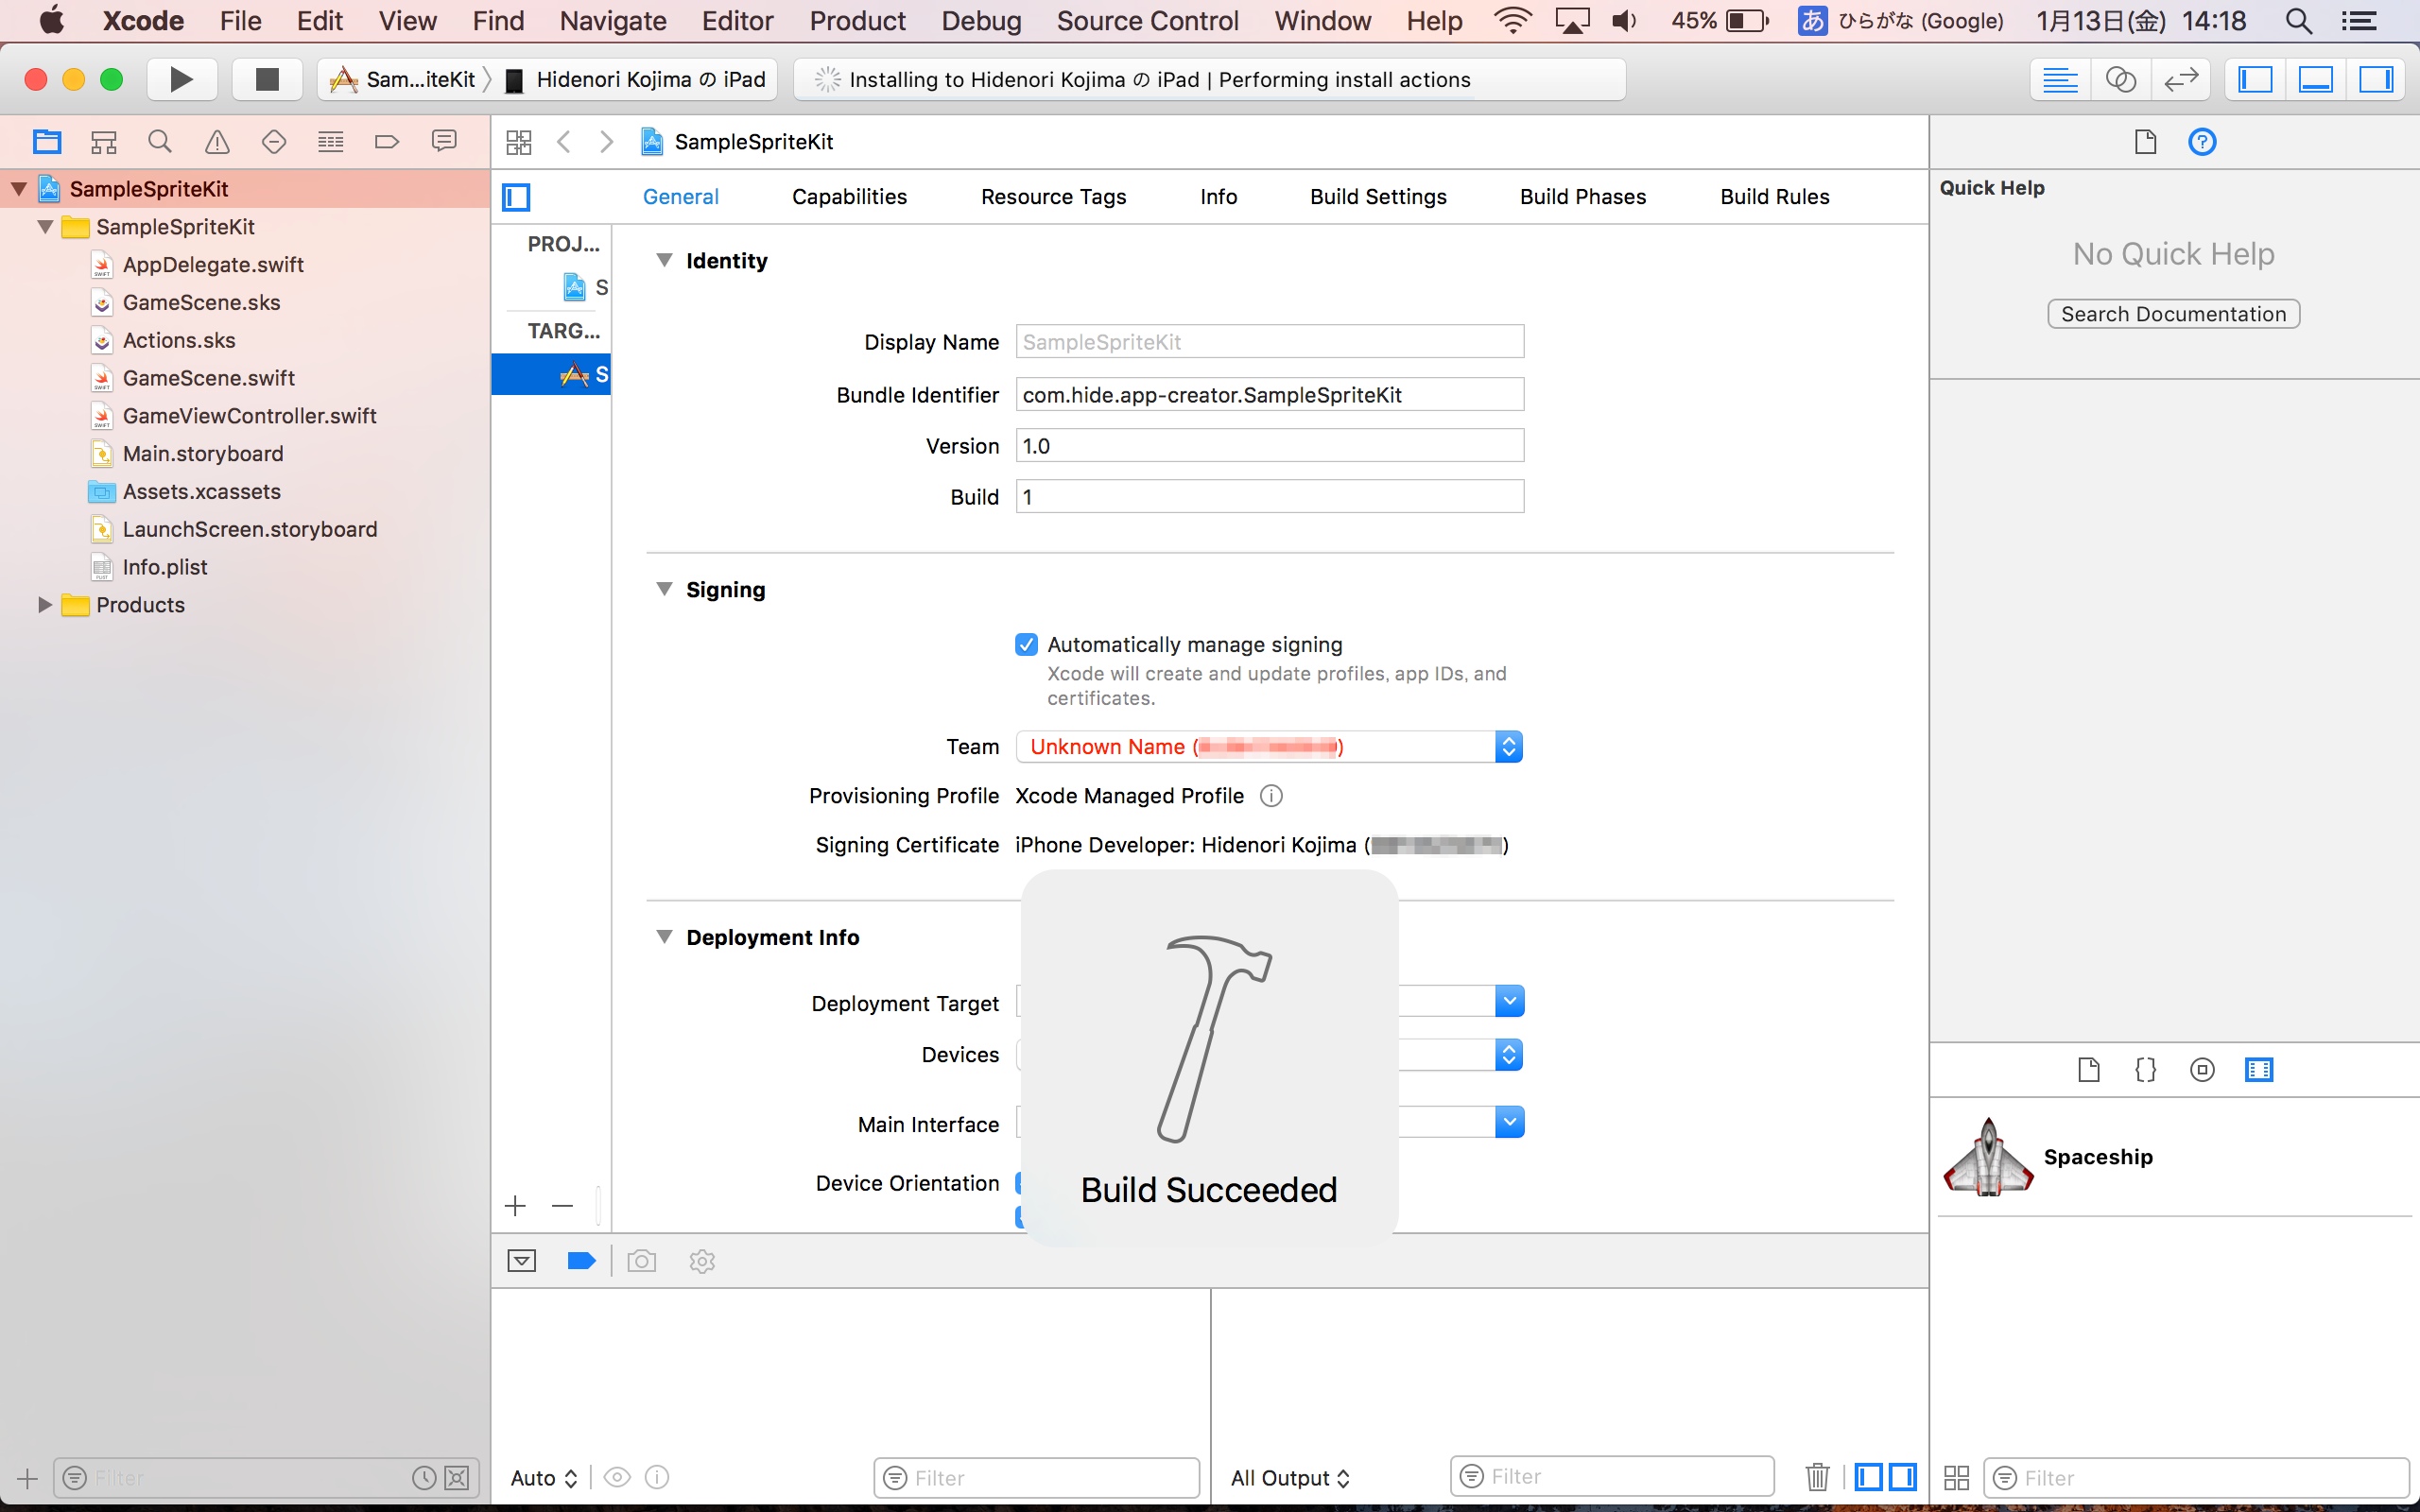 Xcode File Edit View Find Navigate Editor Product Debug Source Control Window Help 45% あ ひらがな (Google) 1月13日(金) 14:18
Sam...iteKit Hidenori Kojima の iPad Installing to Hidenori Kojima の iPad | Performing install actions
SampleSpriteKit
SampleSpriteKit
AppDelegate.swift
GameScene.sks
Actions.sks
GameScene.swift
GameViewController.swift
Main.storyboard
Assets.xcassets
LaunchScreen.storyboard
Info.plist
Products
Filter
SampleSpriteKit
General Capabilities Resource Tags Info Build Settings Build Phases Build Rules
PROJ...
S
TARG...
S
Identity
Display Name SampleSpriteKit
Bundle Identifier com.hide.app-creator.SampleSpriteKit
Version 1.0
Build 1
Signing
Automatically manage signing
Xcode will create and update profiles, app IDs, and
certificates.
Team Unknown Name ( )
Provisioning Profile Xcode Managed Profile
Signing Certificate iPhone Developer: Hidenori Kojima ( )
Deployment Info
Deployment Target
Devices
Main Interface
Device Orientation
Build Succeeded
Auto Filter
All Output Filter
Quick Help
No Quick Help
Search Documentation
{} 
Spaceship
Filter